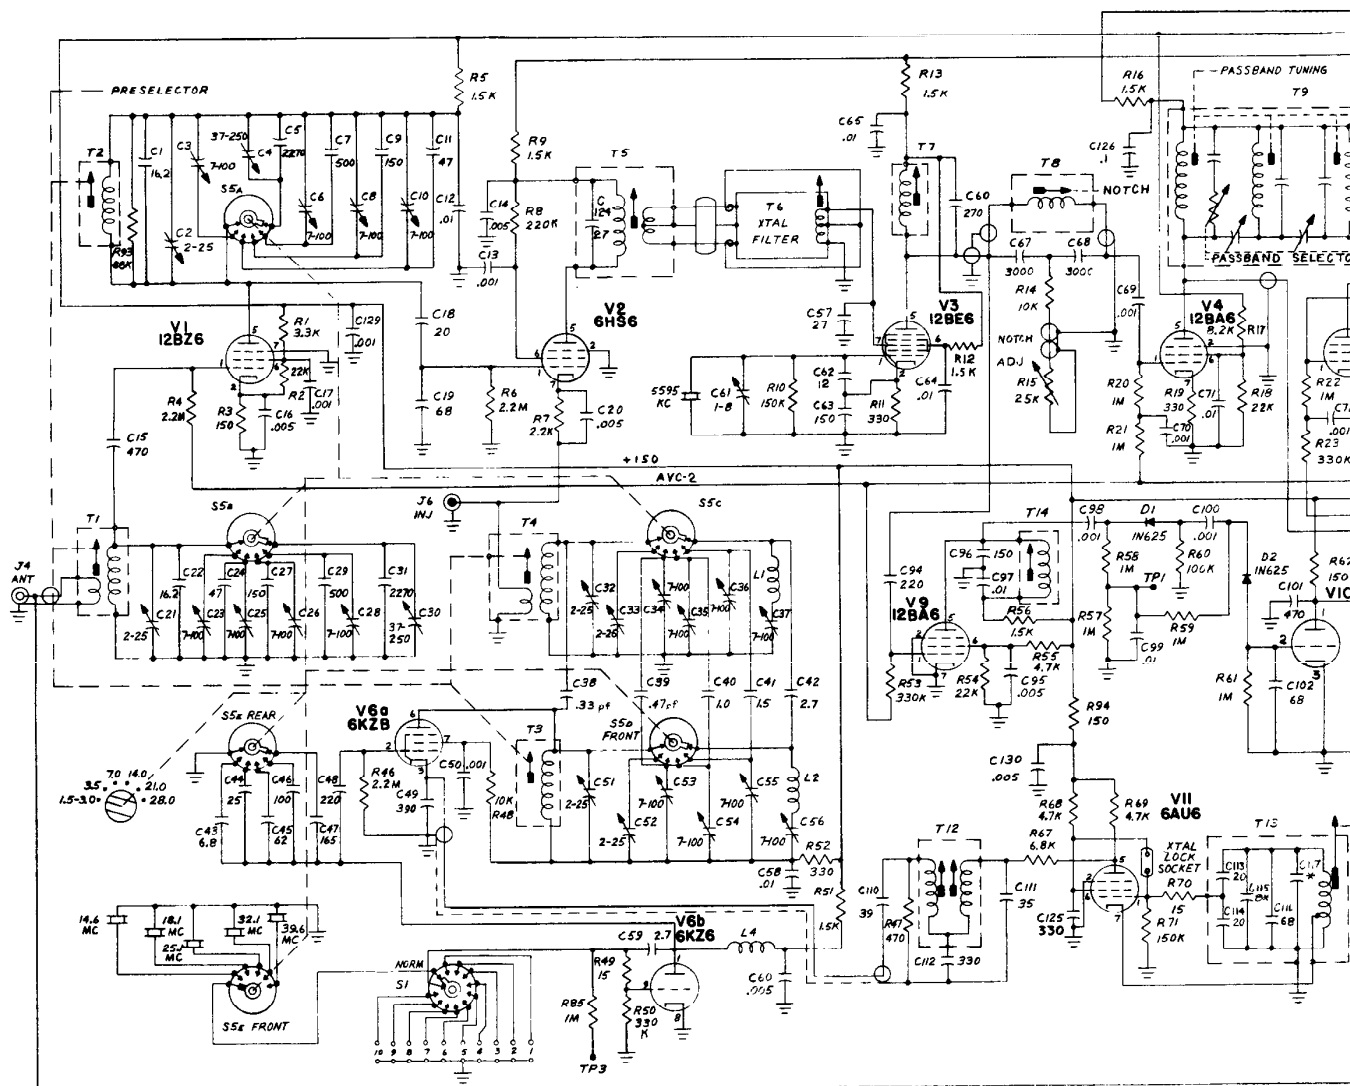 PRESELECTOR
R5
1.5K
R13
1.5K
R16
1.5K
PASSBAND TUNING
T9
T2
C1
16.2
C3
7-100
37-250
C4
C5
2270
C7
500
C9
150
C11
47
S5A
C6
7-100
C8
7-100
C10
7-100
C12
.01
C2
2-25
R93
68K
R9
1.5K
C14
.005
R8
220K
C13
.001
T5
C
124
27
T6
XTAL
FILTER
C65
.01
T7
C60
270
T8
NOTCH
C126
.1
C67
3000
C68
3000
R14
10K
PASSBAND SELECTO
V1
12BZ6
R1
3.3K
C129
.001
22K
R2
C17
.001
R3
150
C16
.005
R4
2.2M
C15
470
C18
20
C19
68
R6
2.2M
V2
6HS6
R7
2.2K
C20
.005
C57
27
V3
12BE6
R12
1.5K
5595
KC
C61
1-8
R10
150K
C62
12
C63
150
R11
330
C64
.01
NOTCH
ADJ
R15
25K
C69
.001
V4
12BA6
8.2K
R17
R20
1M
R19
330
C71
.01
R18
22K
R21
1M
C70
.001
R22
1M
.001
R23
330K
+150
AVC-2
J4
ANT
T1
S5B
C22
16.2
C24
47
C27
150
C29
500
C31
2270
C21
2-25
C23
7-100
C25
7-100
C26
7-100
C28
7-100
C30
37-
250
J6
INJ
T4
S5C
C32
2-25
C33
2-25
7-100
C34
C35
7-100
C36
7-100
L1
C37
7-100
C94
220
V9
12BA6
C96
150
C97
.01
T14
R56
1.5K
R55
4.7K
R53
330K
R54
22K
C95
.005
C98
.001
D1
1N625
C100
.001
R58
1M
R60
100K
TP1
R57
1M
R59
1M
C99
.01
D2
1N625
C101
470
R62
150
V10
R61
1M
C102
68
R94
150
C130
.005
S5E REAR
V6a
6KZ8
C38
.33 pf
C39
.47 pf
C40
1.0
C41
1.5
C42
2.7
7.0
14.0
3.5
21.0
1.5-3.0
28.0
C44
25
C46
100
C48
220
C43
6.8
C45
62
C47
165
R46
2.2M
C49
390
C50
.001
10K
R48
T3
S5D
FRONT
C51
2-25
C52
2-25
C53
7-100
C54
7-100
C55
7-100
L2
C56
7-100
R52
330
C58
.01
R51
1.5K
R68
4.7K
R69
4.7K
V11
6AU6
T12
R67
6.8K
XTAL
LOCK
SOCKET
R70
15
R71
150K
C125
330
C110
39
R47
470
C111
35
C112
330
T13
C113
20
C114
20
C115
C116
68
C117
*
14.6
MC
18.1
MC
25.1
MC
32.1
MC
39.6
MC
S5E FRONT
NORM
S1
10
9
8
7
6
5
4
3
2
1
V6b
6KZ6
C59
2.7
L4
R49
15
R50
330
K
R85
1M
C60
.005
TP3